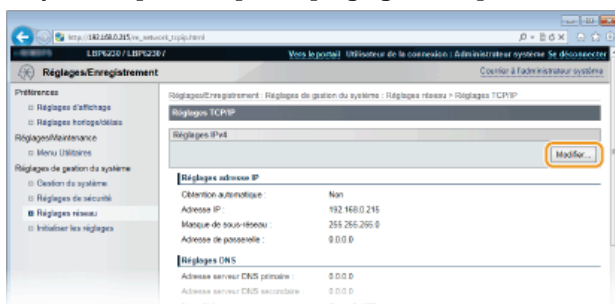 http://192.168.0.215/m_network_tcpip.html
LBP6230 / LBP6230 /
Vers le portail Utilisateur de la connexion : Administrateur système Se déconnecter
Réglages/Enregistrement
Courrier à l'administrateur système
Préférences
Réglages d'affichage
Réglages horloge/délais
Réglages/Maintenance
Menu Utilitaires
Réglages de gestion du système
Gestion du système
Réglages de sécurité
Réglages réseau
Initialiser les réglages
Réglages/Enregistrement : Réglages de gestion du système : Réglages réseau > Réglages TCP/IP
Réglages TCP/IP
Réglages IPv4
Modifier...
Réglages adresse IP
Obtention automatique : Non
Adresse IP : 192.168.0.215
Masque de sous-réseau : 255.255.255.0
Adresse de passerelle : 0.0.0.0
Réglages DNS
Adresse serveur DNS primaire : 0.0.0.0
Adresse serveur DNS secondaire : 0.0.0.0